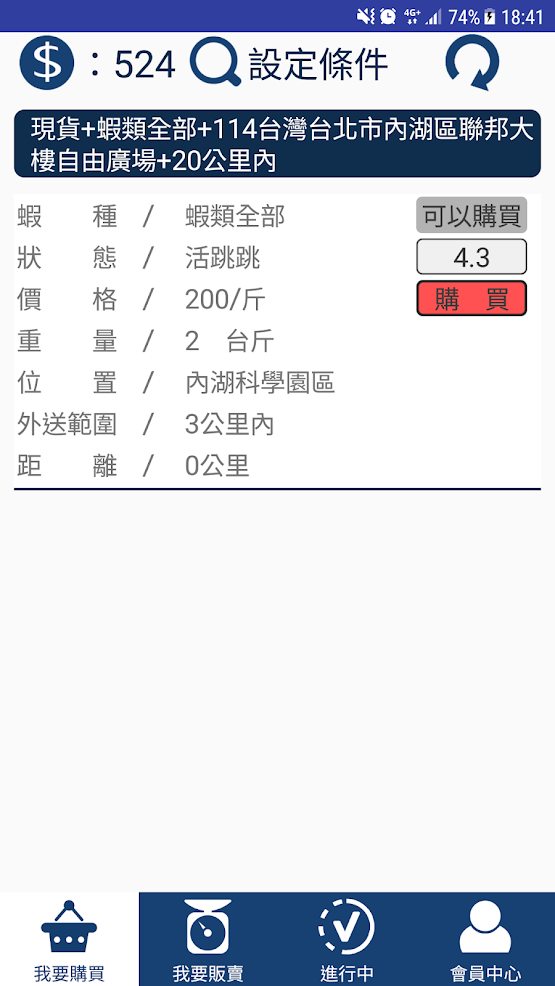 74% 18:41
$ : 524 設定條件
現貨+蝦類全部+114台灣台北市內湖區聯邦大
樓自由廣場+20公里內
蝦 種 / 蝦類全部 可以購買
狀 態 / 活跳跳 4.3
價 格 / 200/斤 購 買
重 量 / 2 台斤
位 置 / 內湖科學園區
外送範圍 / 3公里內
距 離 / 0公里
我要購買 我要販賣 進行中 會員中心